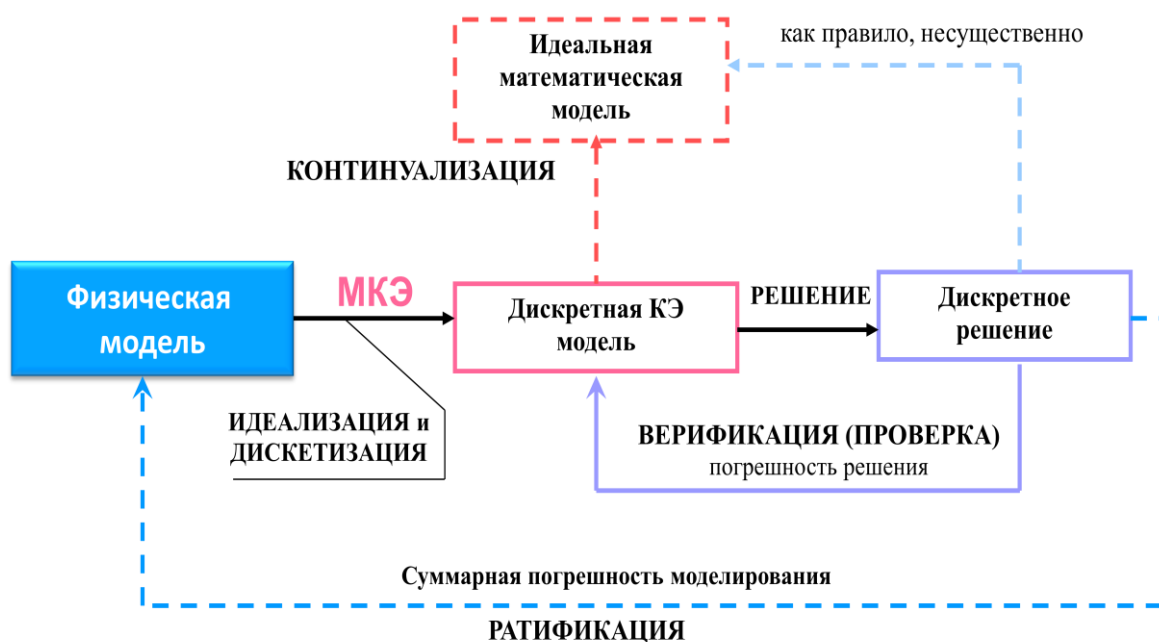 Идеальная
математическая
модель
как правило, несущественно
КОНТИНУАЛИЗАЦИЯ
Физическая
модель
МКЭ
Дискретная КЭ
модель
РЕШЕНИЕ
Дискретное
решение
ИДЕАЛИЗАЦИЯ и
ДИСКЕТИЗАЦИЯ
ВЕРИФИКАЦИЯ (ПРОВЕРКА)
погрешность решения
Суммарная погрешность моделирования
РАТИФИКАЦИЯ